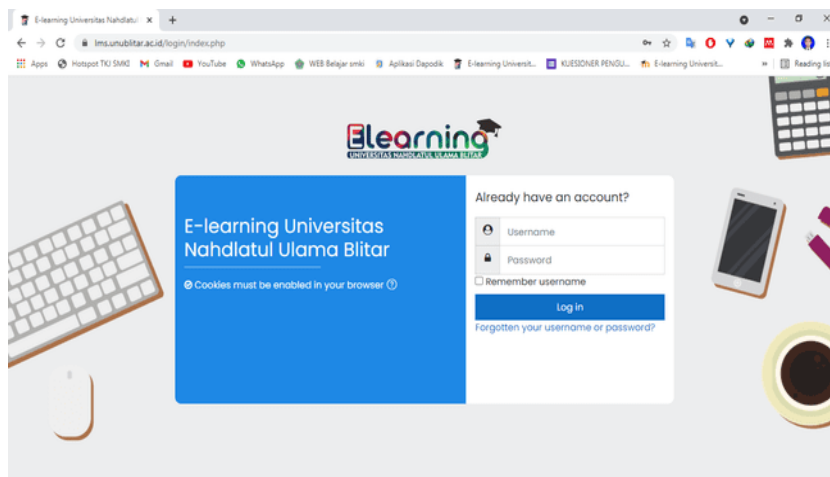 E-learning Universitas Nahdlatul
lms.unublitar.ac.id/login/index.php
Apps Hotspot TKJ SMKI Gmail YouTube WhatsApp WEB Belajar smki Aplikasi Dapodik E-learning Universit... KUESIONER PENGU... E-learning Universit... » Reading lis
Elearning
UNIVERSITAS NAHDLATUL ULAMA BLITAR
E-learning Universitas
Nahdlatul Ulama Blitar
Cookies must be enabled in your browser
Already have an account?
Username
Password
Remember username
Log in
Forgotten your username or password?